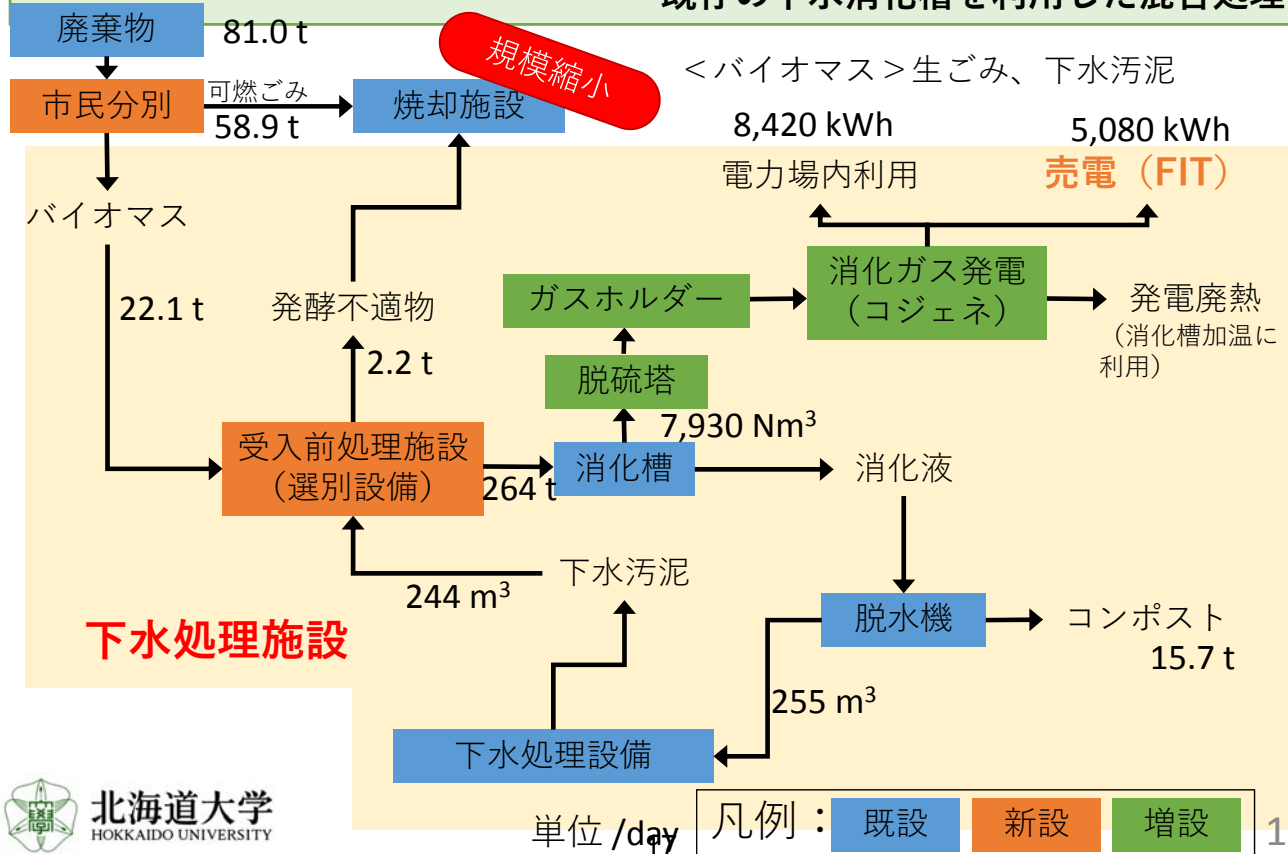 既存の下水消化槽を利用した混合処理
廃棄物
81.0 t
規模縮小
<バイオマス>生ごみ、下水汚泥
市民分別
可燃ごみ
58.9 t
焼却施設
8,420 kWh
5,080 kWh
電力場内利用
売電(FIT)
バイオマス
22.1 t
発酵不適物
2.2 t
ガスホルダー
消化ガス発電
(コジェネ)
発電廃熱
(消化槽加温に
利用)
脱硫塔
7,930 Nm³
受入前処理施設
(選別設備)
264 t
消化槽
消化液
下水汚泥
244 m³
下水処理施設
脱水機
コンポスト
15.7 t
255 m³
下水処理設備
北海道大学
HOKKAIDO UNIVERSITY
単位 /day
17
凡例:
既設
新設
増設
1